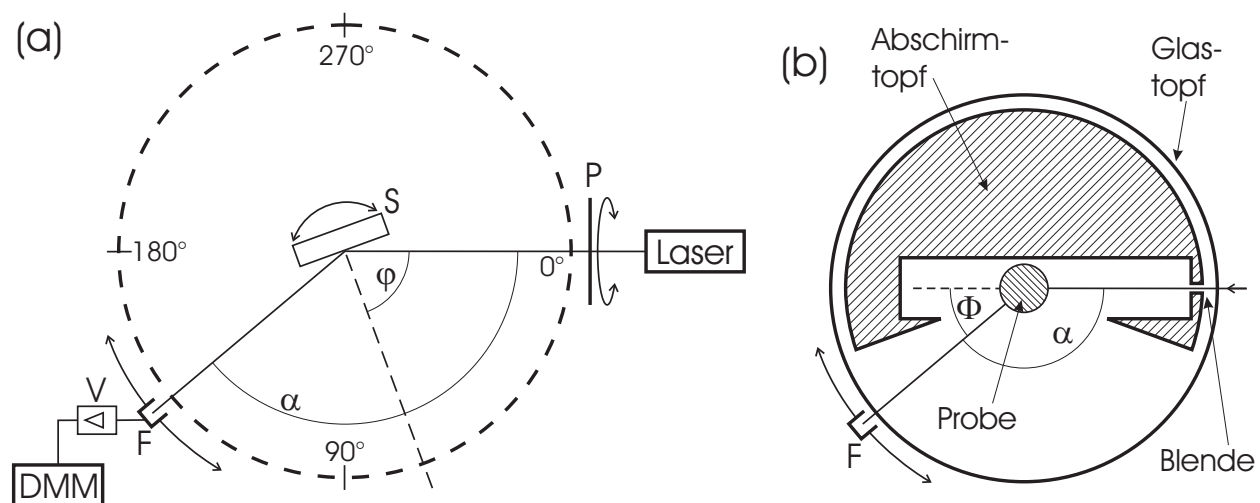 (a)
270°
S
P
180°
0°
Laser
φ
α
V
F
90°
DMM
(b)
Abschirm-
topf
Glas-
topf
Φ
α
Probe
F
Blende